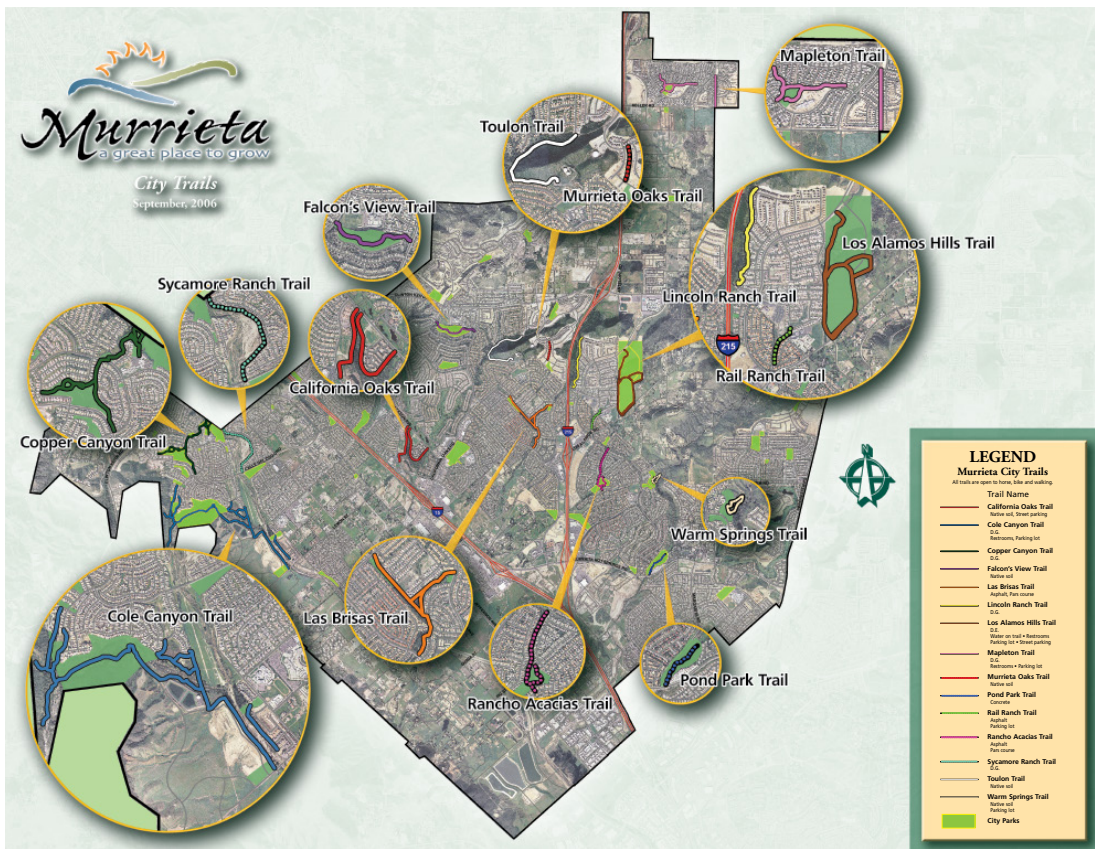 Murrieta
a great place to grow
City Trails
September, 2006
Mapleton Trail
Toulon Trail
Murrieta Oaks Trail
Falcon's View Trail
Los Alamos Hills Trail
Sycamore Ranch Trail
Lincoln Ranch Trail
215
Rail Ranch Trail
California Oaks Trail
Copper Canyon Trail
15
Warm Springs Trail
Cole Canyon Trail
Las Brisas Trail
Pond Park Trail
Rancho Acacias Trail
LEGEND
Murrieta City Trails
All trails are open to horse, bike and walking.
Trail Name
California Oaks Trail
Native soil, Street parking
Cole Canyon Trail
D.G.
Restrooms, Parking lot
Copper Canyon Trail
D.G.
Falcon's View Trail
Native soil
Las Brisas Trail
Asphalt, Pars course
Lincoln Ranch Trail
D.G.
Los Alamos Hills Trail
D.E.
Water on trail • Restrooms
Parking lot • Street parking
Mapleton Trail
D.G.
Restrooms • Parking lot
Murrieta Oaks Trail
Native soil
Pond Park Trail
Concrete
Rail Ranch Trail
Asphalt
Parking lot
Rancho Acacias Trail
Asphalt
Pars course
Sycamore Ranch Trail
D.G.
Toulon Trail
Native soil
Warm Springs Trail
Native soil
Parking lot
City Parks